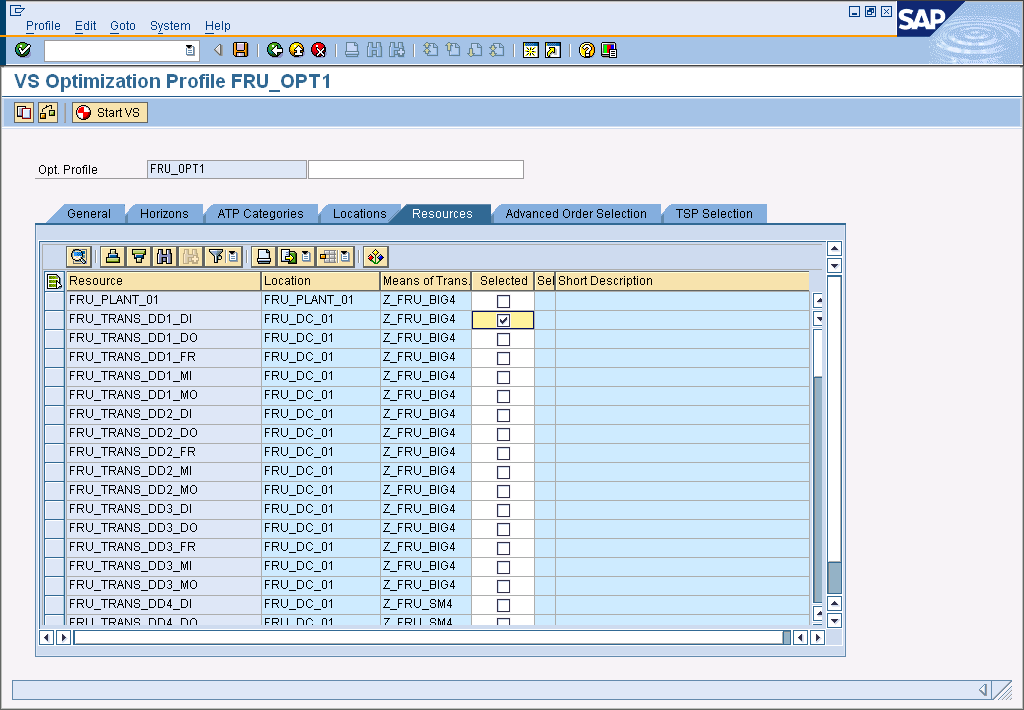 Profile Edit Goto System Help
SAP
VS Optimization Profile FRU_OPT1
Start VS
Opt. Profile FRU_OPT1
General Horizons ATP Categories Locations Resources Advanced Order Selection TSP Selection
Resource Location Means of Trans. Selected Sel Short Description
FRU_PLANT_01 FRU_PLANT_01 Z_FRU_BIG4
FRU_TRANS_DD1_DI FRU_DC_01 Z_FRU_BIG4
FRU_TRANS_DD1_DO FRU_DC_01 Z_FRU_BIG4
FRU_TRANS_DD1_FR FRU_DC_01 Z_FRU_BIG4
FRU_TRANS_DD1_MI FRU_DC_01 Z_FRU_BIG4
FRU_TRANS_DD1_MO FRU_DC_01 Z_FRU_BIG4
FRU_TRANS_DD2_DI FRU_DC_01 Z_FRU_BIG4
FRU_TRANS_DD2_DO FRU_DC_01 Z_FRU_BIG4
FRU_TRANS_DD2_FR FRU_DC_01 Z_FRU_BIG4
FRU_TRANS_DD2_MI FRU_DC_01 Z_FRU_BIG4
FRU_TRANS_DD2_MO FRU_DC_01 Z_FRU_BIG4
FRU_TRANS_DD3_DI FRU_DC_01 Z_FRU_BIG4
FRU_TRANS_DD3_DO FRU_DC_01 Z_FRU_BIG4
FRU_TRANS_DD3_FR FRU_DC_01 Z_FRU_BIG4
FRU_TRANS_DD3_MI FRU_DC_01 Z_FRU_BIG4
FRU_TRANS_DD3_MO FRU_DC_01 Z_FRU_BIG4
FRU_TRANS_DD4_DI FRU_DC_01 Z_FRU_SM4
FRU_TRANS_DD4_DO FRU_DC_01 Z_FRU_SM4